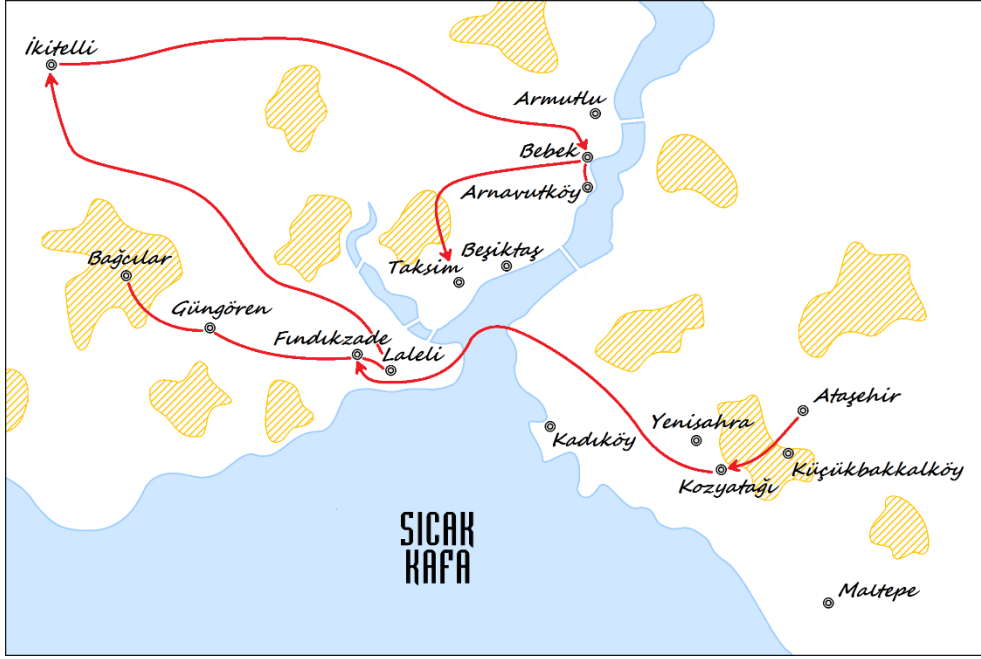 İkitelli
Armutlu
Bebek
Arnavutköy
Bağcılar
Taksim
Beşiktaş
Güngören
Fındıkzade
Laleli
Ataşehir
Yenisahra
Kadıköy
Küçükbakkalköy
Kozyatağı
SICAK
KAFA
Maltepe